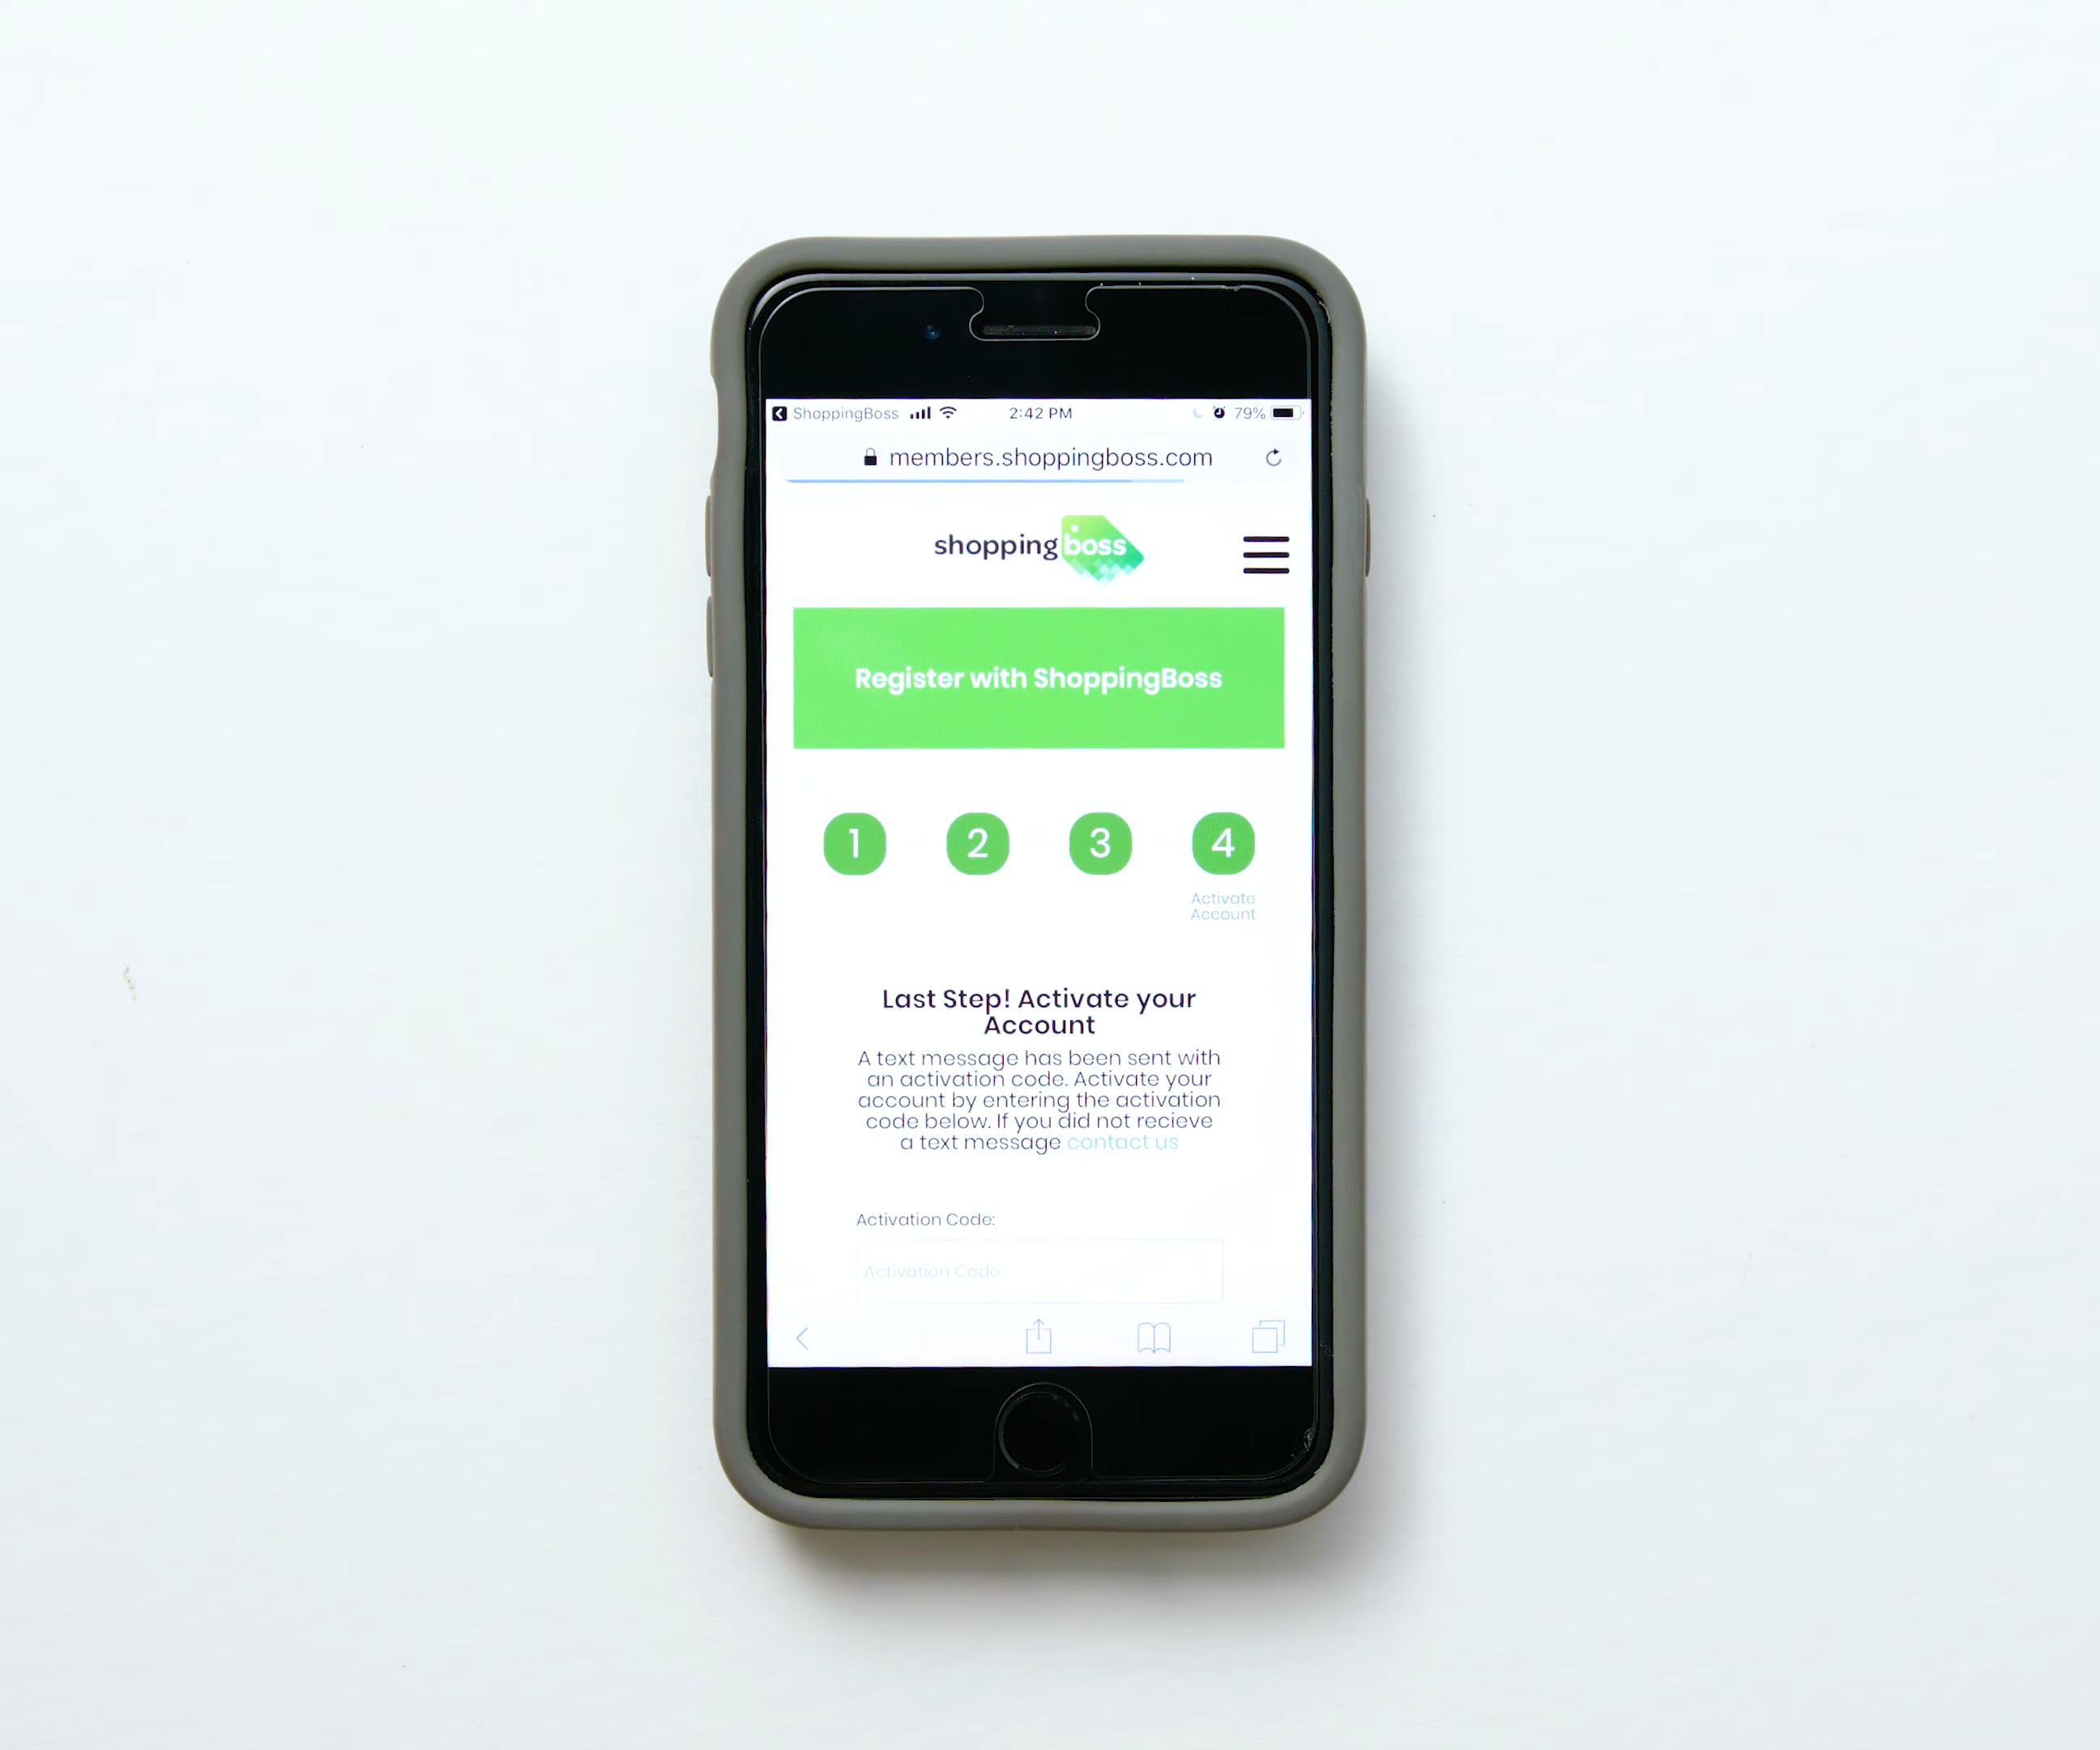 ShoppingBoss 2:42 PM 79%
members.shoppingboss.com
shopping boss
Register with ShoppingBoss
1 2 3 4
Activate
Account
Last Step! Activate your
Account
A text message has been sent with
an activation code. Activate your
account by entering the activation
code below. If you did not recieve
a text message contact us
Activation Code:
Activation Code